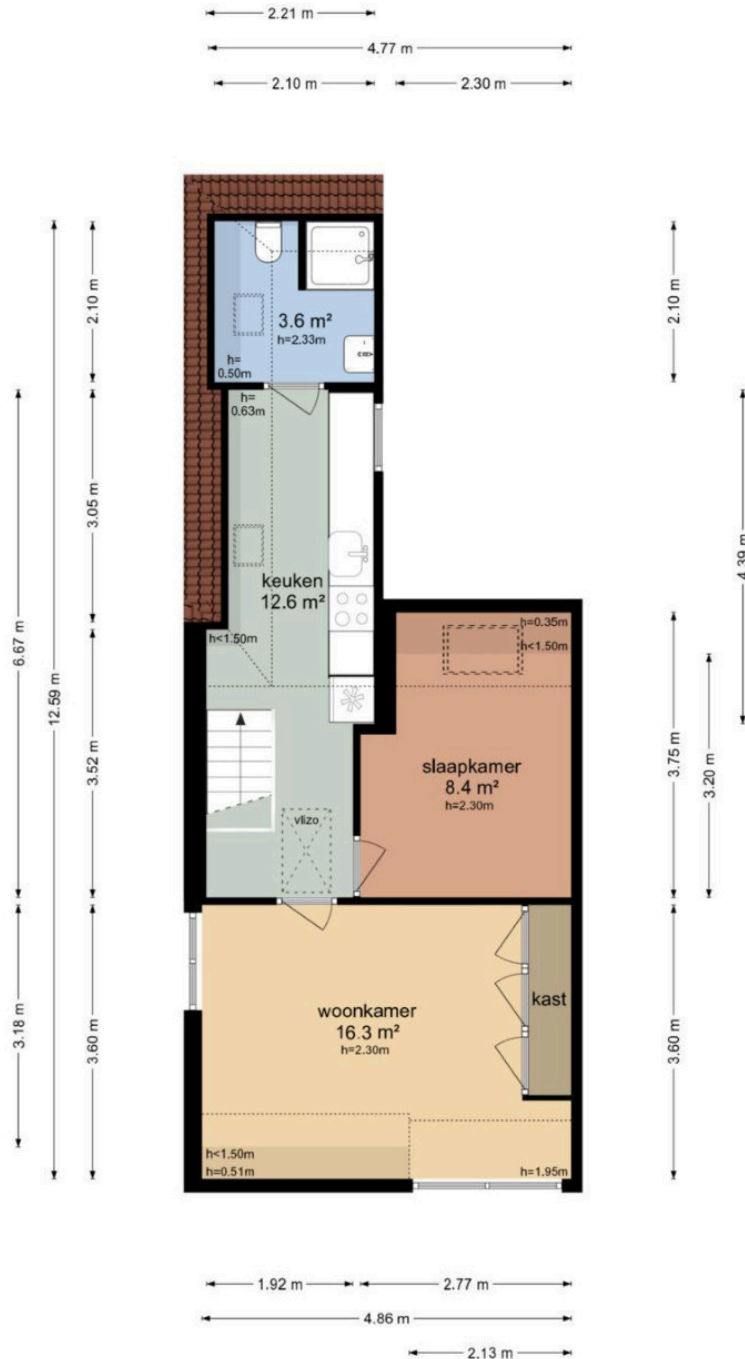 2.21 m
4.77 m
2.10 m
2.30 m
2.10 m
2.10 m
3.6 m²
h=2.33m
h=
0.50m
h=
0.63m
3.05 m
4.39 m
keuken
12.6 m²
6.67 m
12.59 m
h<1.50m
h=0.35m
h<1.50m
3.52 m
3.75 m
3.20 m
slaapkamer
8.4 m²
h=2.30m
vlizo
kast
woonkamer
16.3 m²
h=2.30m
3.18 m
3.60 m
3.60 m
h<1.50m
h=0.51m
h=1.95m
1.92 m
2.77 m
4.86 m
2.13 m